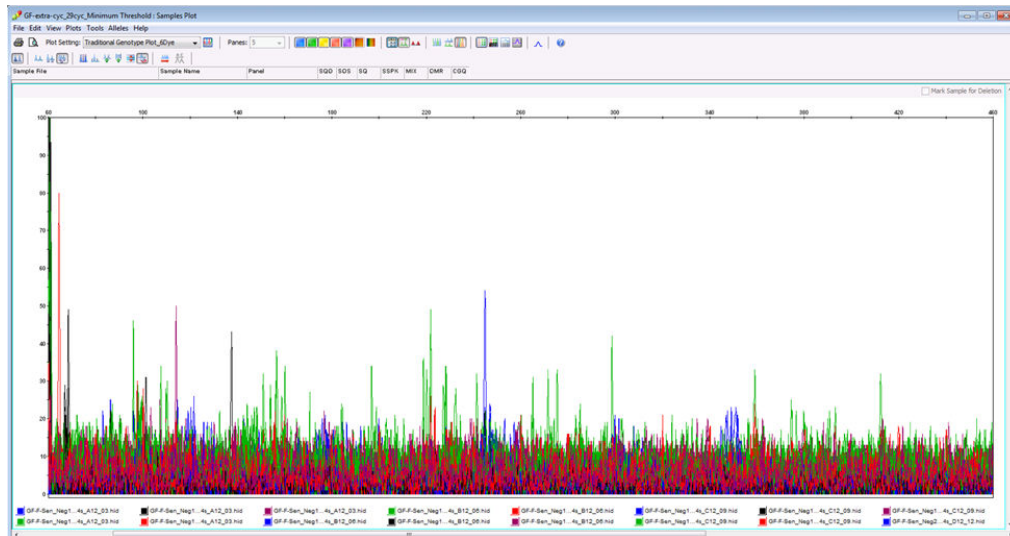 GF-extra-cyc_29cyc_Minimum Threshold : Samples Plot
File Edit View Plots Tools Alleles Help
Plot Setting: Traditional Genotype Plot_6Dye Panes: 5
Sample File Sample Name Panel SQO SOS SQ SSPK MIX OMR CGQ
Mark Sample for Deletion
60 100 140 180 220 260 300 340 380 420 460
100
90
80
70
60
50
40
30
20
10
0
GF-F-Sen_Neg1...4s_A12_03.hid GF-F-Sen_Neg1...4s_A12_03.hid GF-F-Sen_Neg1...4s_A12_03.hid GF-F-Sen_Neg1...4s_B12_06.hid GF-F-Sen_Neg1...4s_B12_06.hid GF-F-Sen_Neg1...4s_C12_09.hid GF-F-Sen_Neg1...4s_C12_09.hid GF-F-Sen_Neg1...4s_C12_09.hid
GF-F-Sen_Neg1...4s_A12_03.hid GF-F-Sen_Neg1...4s_A12_03.hid GF-F-Sen_Neg1...4s_B12_06.hid GF-F-Sen_Neg1...4s_B12_06.hid GF-F-Sen_Neg1...4s_B12_06.hid GF-F-Sen_Neg1...4s_C12_09.hid GF-F-Sen_Neg1...4s_C12_09.hid GF-F-Sen_Neg2...4s_D12_12.hid